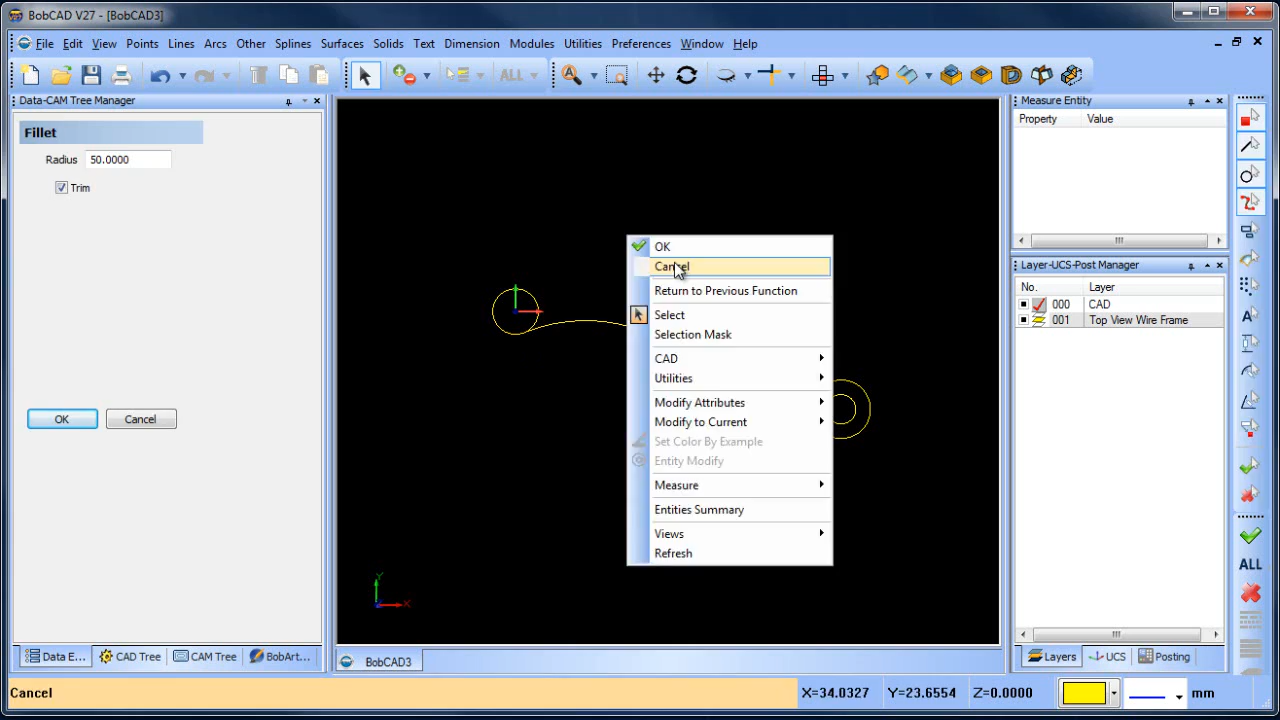 BobCAD V27 - [BobCAD3]
File Edit View Points Lines Arcs Other Splines Surfaces Solids Text Dimension Modules Utilities Preferences Window Help
ALL
Data-CAM Tree Manager
Fillet
Radius 50.0000
Trim
OK Cancel
OK
Cancel
Return to Previous Function
Select
Selection Mask
CAD
Utilities
Modify Attributes
Modify to Current
Set Color By Example
Entity Modify
Measure
Entities Summary
Views
Refresh
Y
X
Measure Entity
Property Value
Layer-UCS-Post Manager
No. Layer
000 CAD
001 Top View Wire Frame
A
ALL
Data E... CAD Tree CAM Tree BobArt...
BobCAD3
Layers UCS Posting
Cancel
X=34.0327 Y=23.6554 Z=0.0000 mm